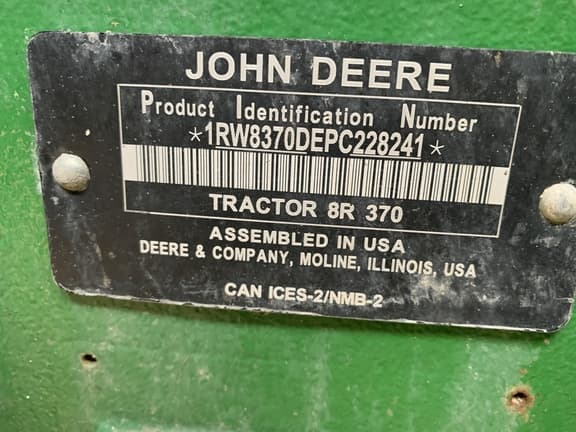 JOHN DEERE
Product Identification Number
*1RW8370DEPC228241*
TRACTOR 8R 370
ASSEMBLED IN USA
DEERE & COMPANY, MOLINE, ILLINOIS, USA
CAN ICES-2/NMB-2